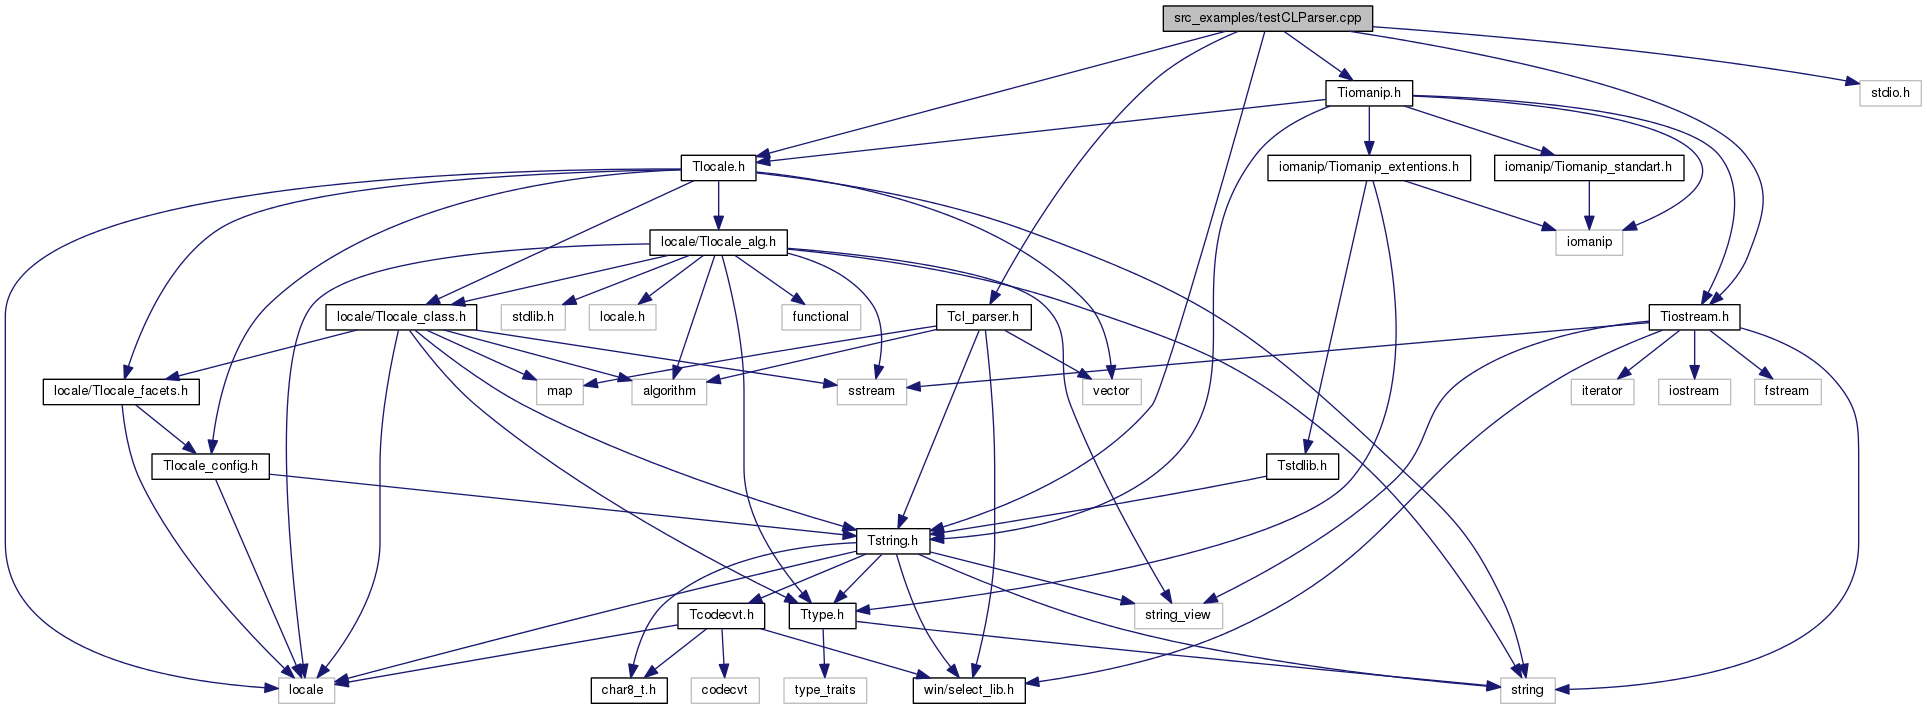 src_examples/testCLParser.cpp
Tiomanip.h
stdio.h
Tlocale.h
iomanip/Tiomanip_extentions.h
iomanip/Tiomanip_standart.h
locale/Tlocale_alg.h
iomanip
locale/Tlocale_class.h
stdlib.h
locale.h
functional
Tcl_parser.h
Tiostream.h
locale/Tlocale_facets.h
map
algorithm
sstream
vector
iterator
iostream
fstream
Tlocale_config.h
Tstdlib.h
Tstring.h
Tcodecvt.h
Ttype.h
string_view
locale
char8_t.h
codecvt
type_traits
win/select_lib.h
string